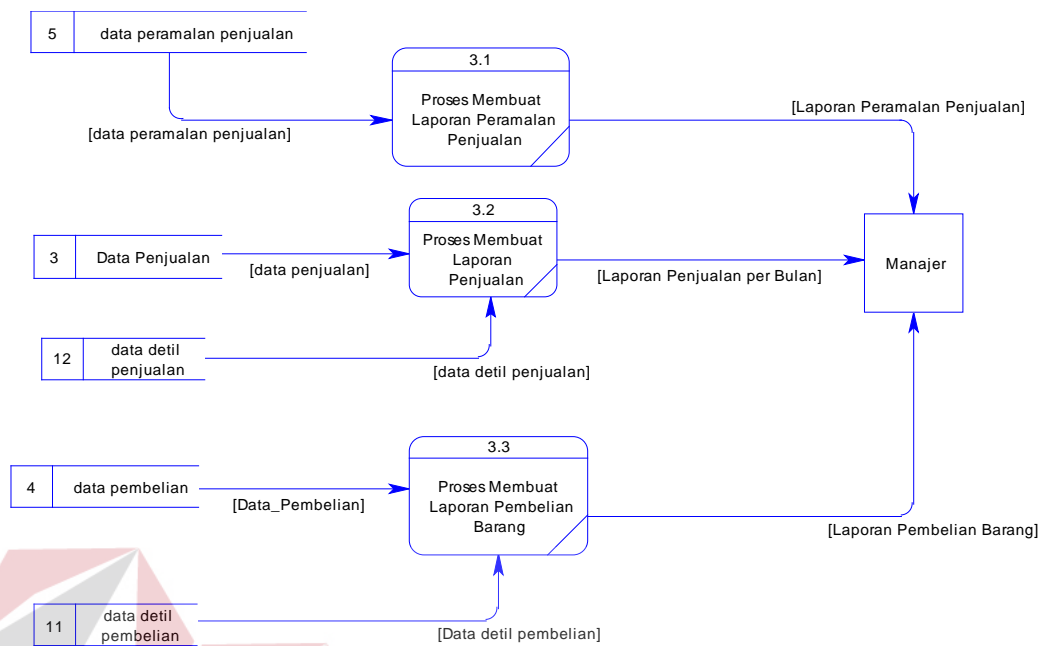 5
data peramalan penjualan
3.1
Proses Membuat
Laporan Peramalan
Penjualan
[data peramalan penjualan]
[Laporan Peramalan Penjualan]
3.2
Proses Membuat
Laporan
Penjualan
3
Data Penjualan
[data penjualan]
[Laporan Penjualan per Bulan]
Manajer
12
data detil
penjualan
[data detil penjualan]
3.3
Proses Membuat
Laporan Pembelian
Barang
4
data pembelian
[Data_Pembelian]
[Laporan Pembelian Barang]
11
data detil
pembelian
[Data detil pembelian]